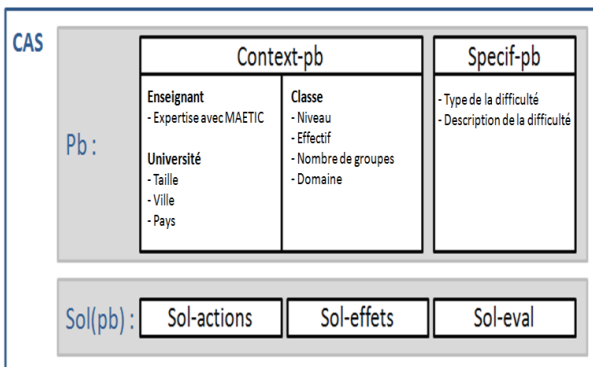 CAS
Pb :
Context-pb
Enseignant
- Expertise avec MAETIC
Université
- Taille
- Ville
- Pays
Classe
- Niveau
- Effectif
- Nombre de groupes
- Domaine
Specif-pb
- Type de la difficulté
- Description de la difficulté
Sol(pb) :
Sol-actions
Sol-effets
Sol-eval